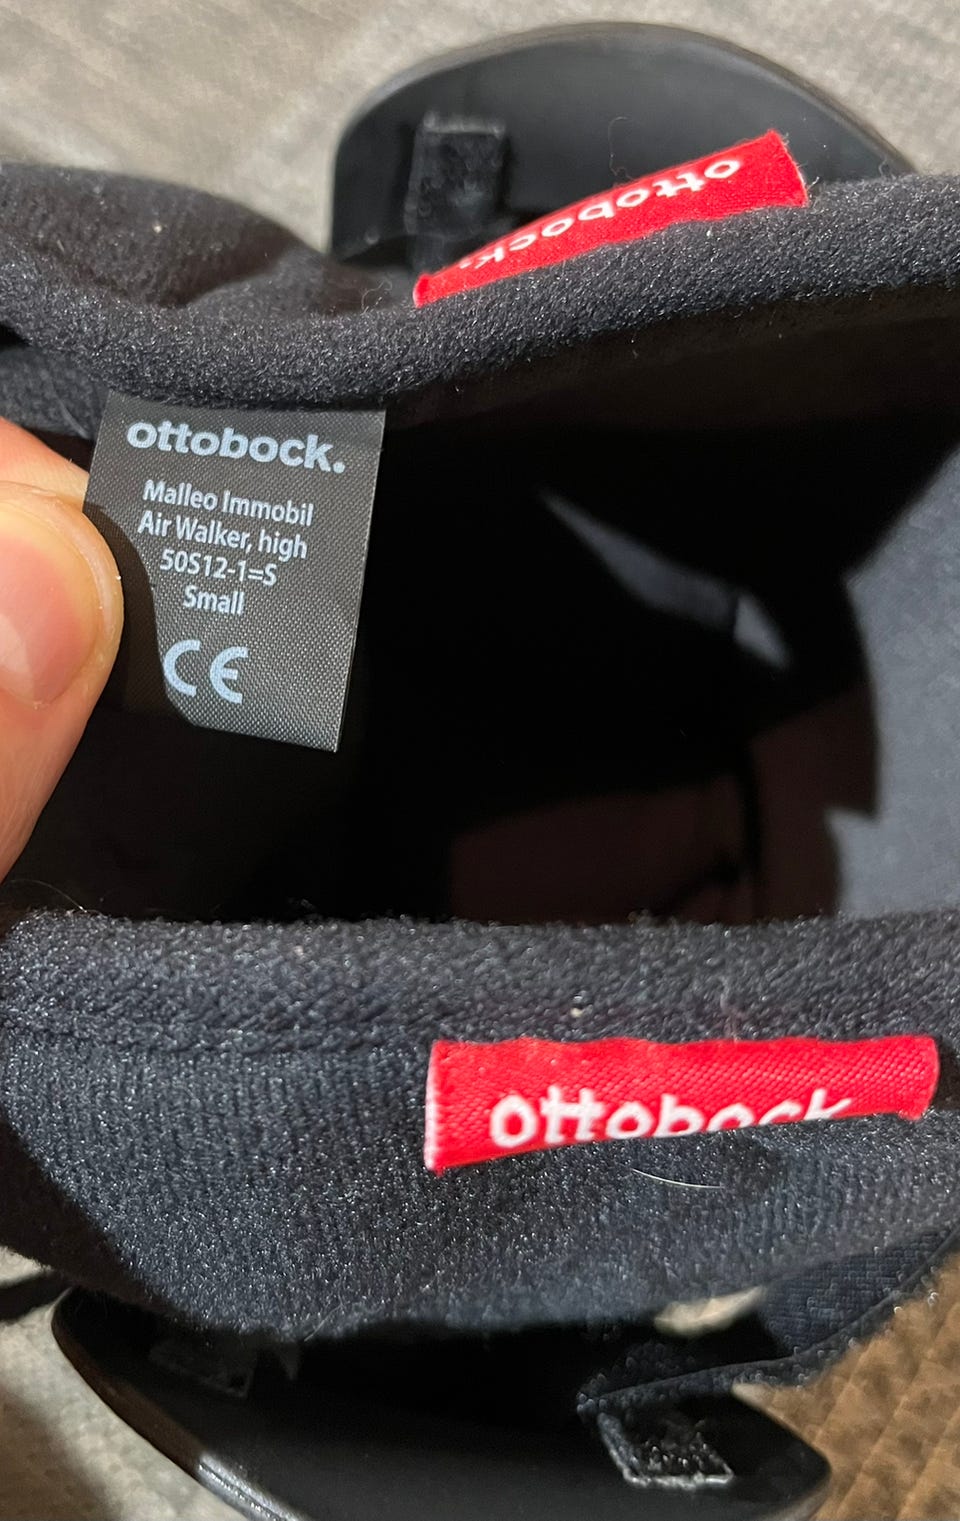 ottobock.
ottobock.
Malleo Immobil
Air Walker, high
50S12-1=S
Small
CE
ottobock